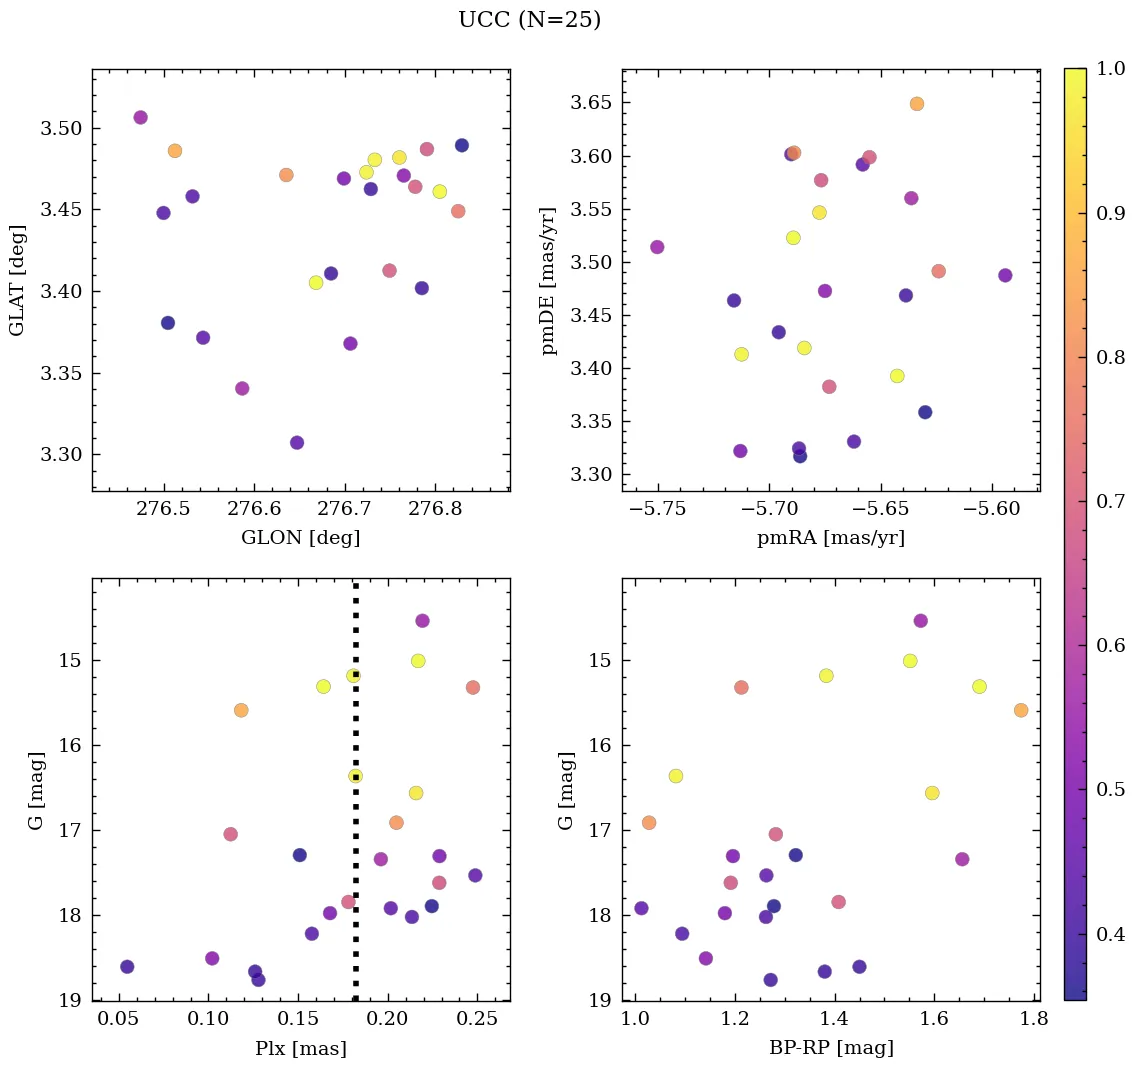 UCC (N=25)
3.50
3.45
3.40
3.35
3.30
GLAT [deg]
276.5 276.6 276.7 276.8
GLON [deg]
3.65
3.60
3.55
3.50
3.45
3.40
3.35
3.30
pmDE [mas/yr]
−5.75 −5.70 −5.65 −5.60
pmRA [mas/yr]
1.0
0.9
0.8
0.7
0.6
0.5
0.4
15
16
17
18
19
G [mag]
0.05 0.10 0.15 0.20 0.25
Plx [mas]
15
16
17
18
19
G [mag]
1.0 1.2 1.4 1.6 1.8
BP-RP [mag]